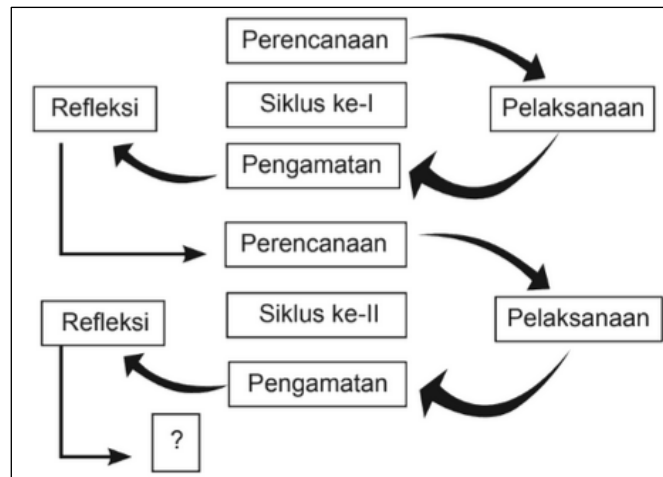 Perencanaan
Refleksi
Siklus ke-I
Pelaksanaan
Pengamatan
Perencanaan
Refleksi
Siklus ke-II
Pelaksanaan
Pengamatan
?